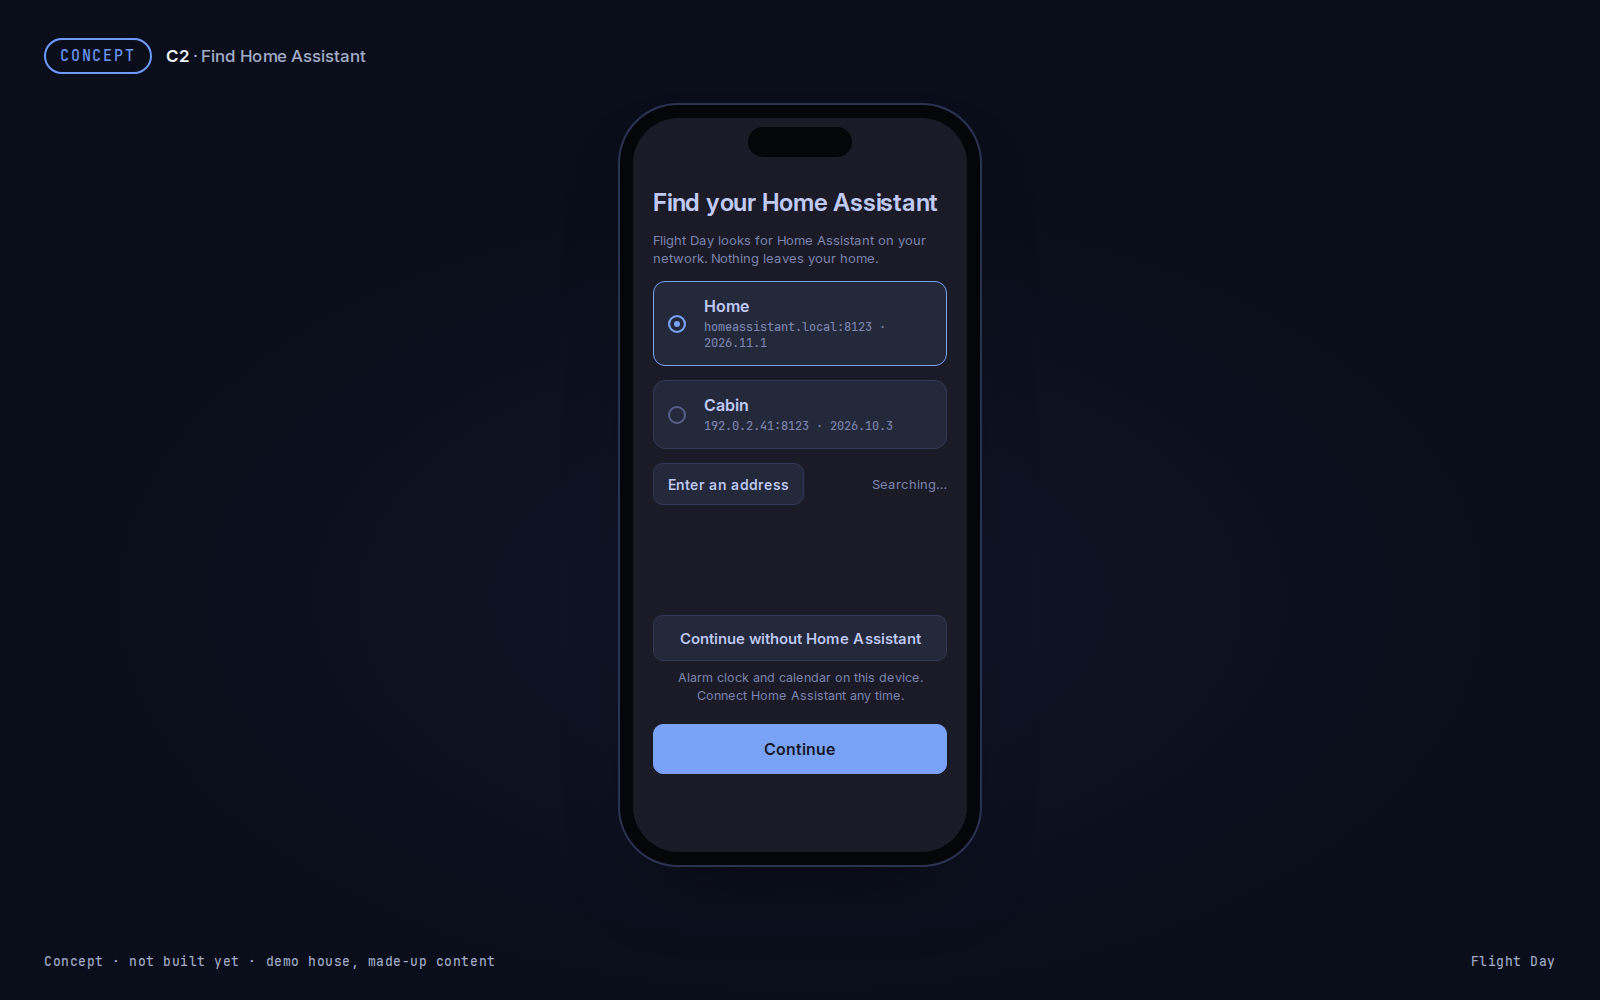 CONCEPT
C2 · Find Home Assistant
Find your Home Assistant
Flight Day looks for Home Assistant on your
network. Nothing leaves your home.
Home
homeassistant.local:8123 ·
2026.11.1
Cabin
192.0.2.41:8123 · 2026.10.3
Enter an address
Searching…
Continue without Home Assistant
Alarm clock and calendar on this device.
Connect Home Assistant any time.
Continue
Concept · not built yet · demo house, made-up content
Flight Day